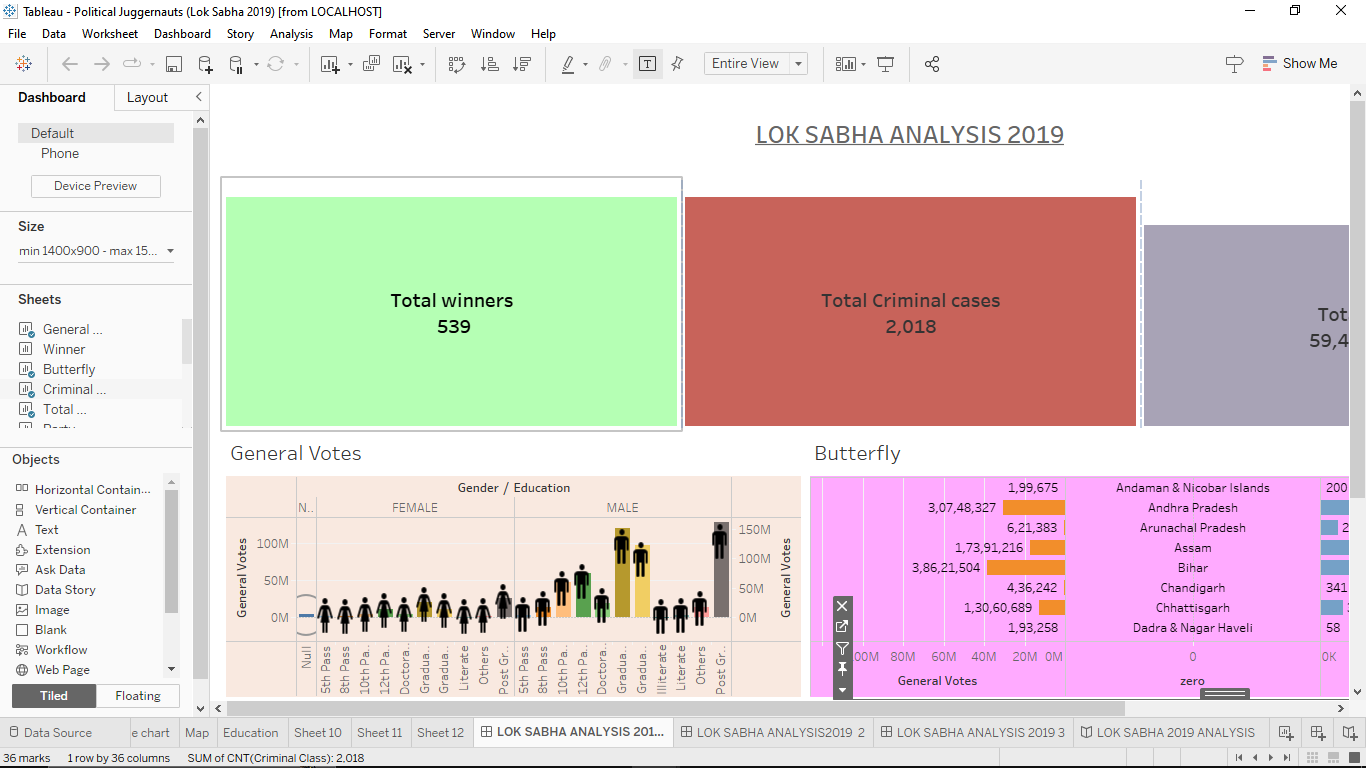 Tableau - Political Juggernauts (Lok Sabha 2019) [from LOCALHOST]
File Data Worksheet Dashboard Story Analysis Map Format Server Window Help
Entire View
Show Me
Dashboard Layout
Default
Phone
Device Preview
Size
min 1400x900 - max 15...
Sheets
General ...
Winner
Butterfly
Criminal ...
Total ...
Objects
Horizontal Contain...
Vertical Container
Text
Extension
Ask Data
Data Story
Image
Blank
Workflow
Web Page
Tiled Floating
LOK SABHA ANALYSIS 2019
Total winners
539
Total Criminal cases
2,018
Tot
59,4
General Votes
Gender / Education
N.. FEMALE MALE
General Votes
100M
50M
0M
150M
100M
50M
0M
General Votes
Null
5th Pass
8th Pass
10th Pa..
12th Pa..
Doctora..
Gradua..
Gradua..
Literate
Others
Post Gr..
5th Pass
8th Pass
10th Pa..
12th Pa..
Doctora..
Gradua..
Gradua..
Illiterate
Literate
Others
Post Gr..
Butterfly
1,99,675 Andaman & Nicobar Islands 200
3,07,48,327 Andhra Pradesh
6,21,383 Arunachal Pradesh 2
1,73,91,216 Assam
3,86,21,504 Bihar
4,36,242 Chandigarh 341
1,30,60,689 Chhattisgarh
1,93,258 Dadra & Nagar Haveli 58
00M 80M 60M 40M 20M 0M 0 0K
General Votes zero
Data Source e chart Map Education Sheet 10 Sheet 11 Sheet 12 LOK SABHA ANALYSIS 201... LOK SABHA ANALYSIS2019 2 LOK SABHA ANALYSIS 2019 3 LOK SABHA 2019 ANALYSIS
36 marks 1 row by 36 columns SUM of CNT(Criminal Class): 2,018